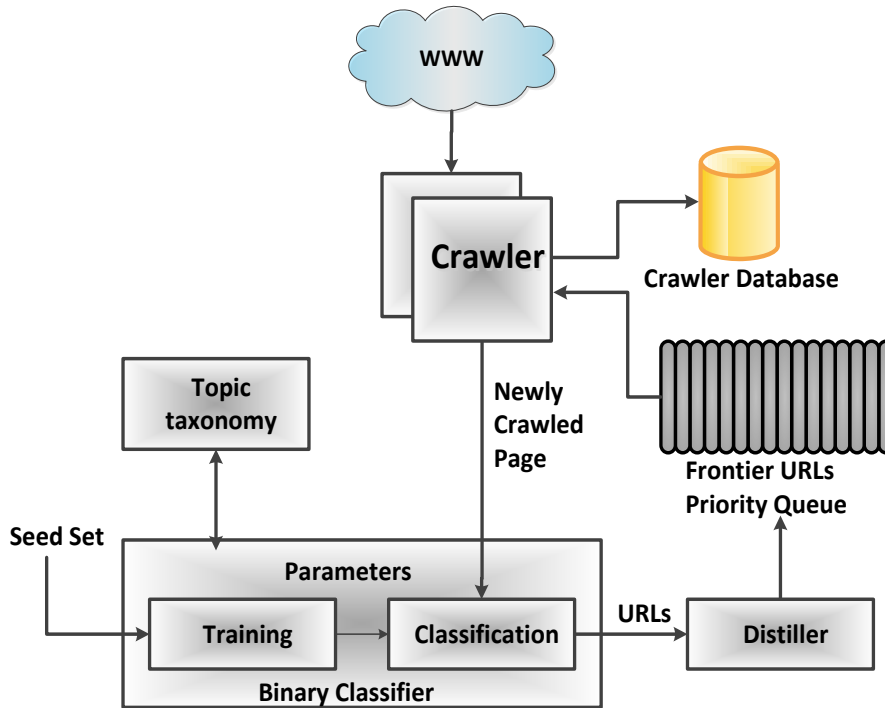 WWW
Crawler
Crawler Database
Topic
taxonomy
Newly
Crawled
Page
Frontier URLs
Priority Queue
Seed Set
Parameters
Training
Classification
URLs
Distiller
Binary Classifier